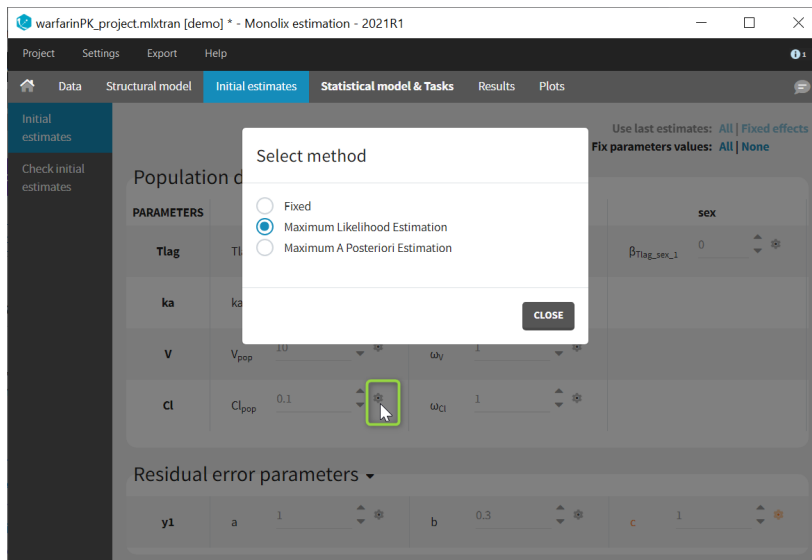 warfarinPK_project.mlxtran [demo] * - Monolix estimation - 2021R1
Project Settings Export Help
1
Data Structural model Initial estimates Statistical model & Tasks Results Plots
Initial
estimates
Check initial
estimates
Use last estimates: All | Fixed effects
Fix parameters values: All | None
Select method
Population d
Fixed
Maximum Likelihood Estimation
Maximum A Posteriori Estimation
PARAMETERS sex
Tlag Tl βTlag_sex_1 0
ka ka
CLOSE
V Vpop 10 ωV 1
Cl Clpop 0.1 ωCl 1
Residual error parameters
y1 a 1 b 0.3 c 1